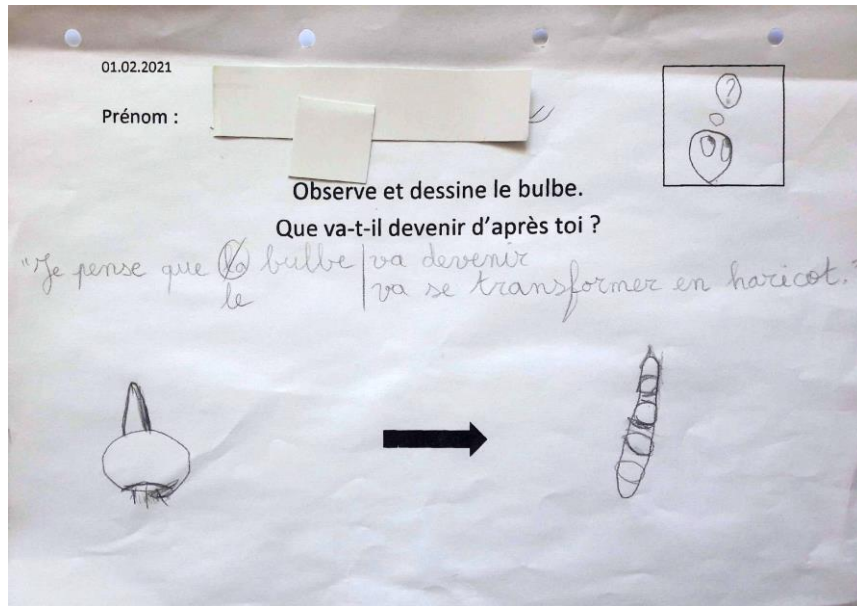 01.02.2021
Prénom :
?
Observe et dessine le bulbe.
Que va-t-il devenir d'après toi ?
"Je pense que la bulbe | va devenir
le | va se transformer en haricot."